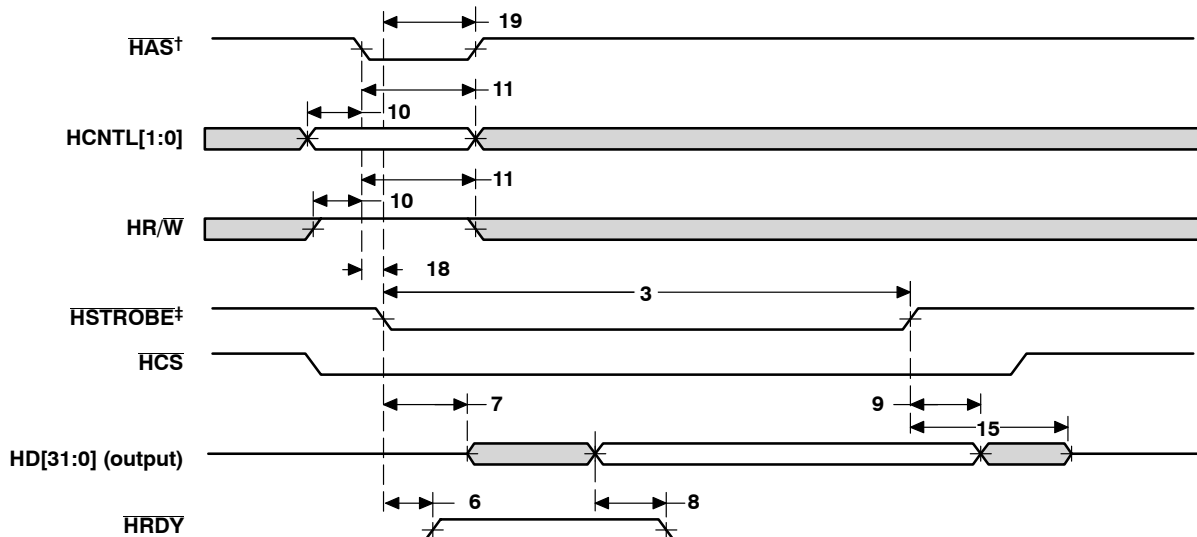 19
HAS†
11
10
HCNTL[1:0]
11
10
HR/W
18
3
HSTROBE‡
HCS
7
9
15
HD[31:0] (output)
6
8
HRDY